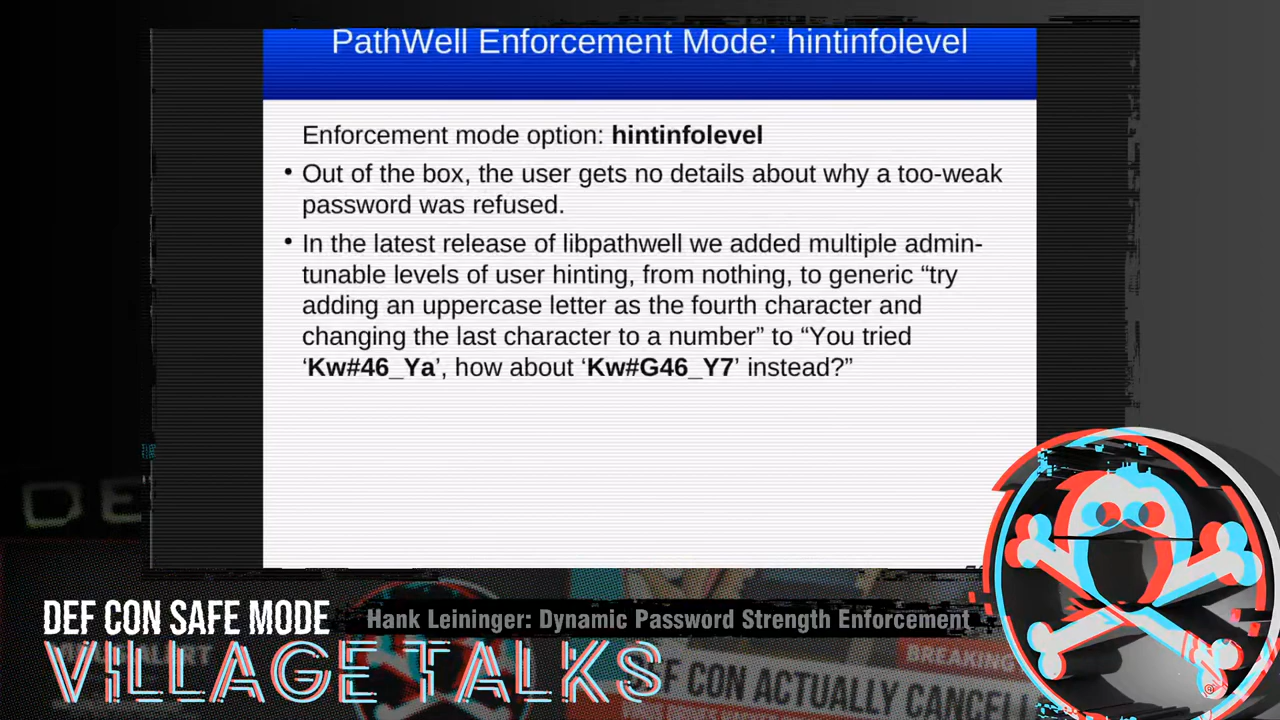 PathWell Enforcement Mode: hintinfolevel
Enforcement mode option: hintinfolevel
• Out of the box, the user gets no details about why a too-weak
password was refused.
• In the latest release of libpathwell we added multiple admin-
tunable levels of user hinting, from nothing, to generic “try
adding an uppercase letter as the fourth character and
changing the last character to a number” to “You tried
‘Kw#46_Ya’, how about ‘Kw#G46_Y7’ instead?”
DEF CON SAFE MODE
Hank Leininger: Dynamic Password Strength Enforcement
VILLAGE TALKS
BREAKING
DEF CON ACTUALLY